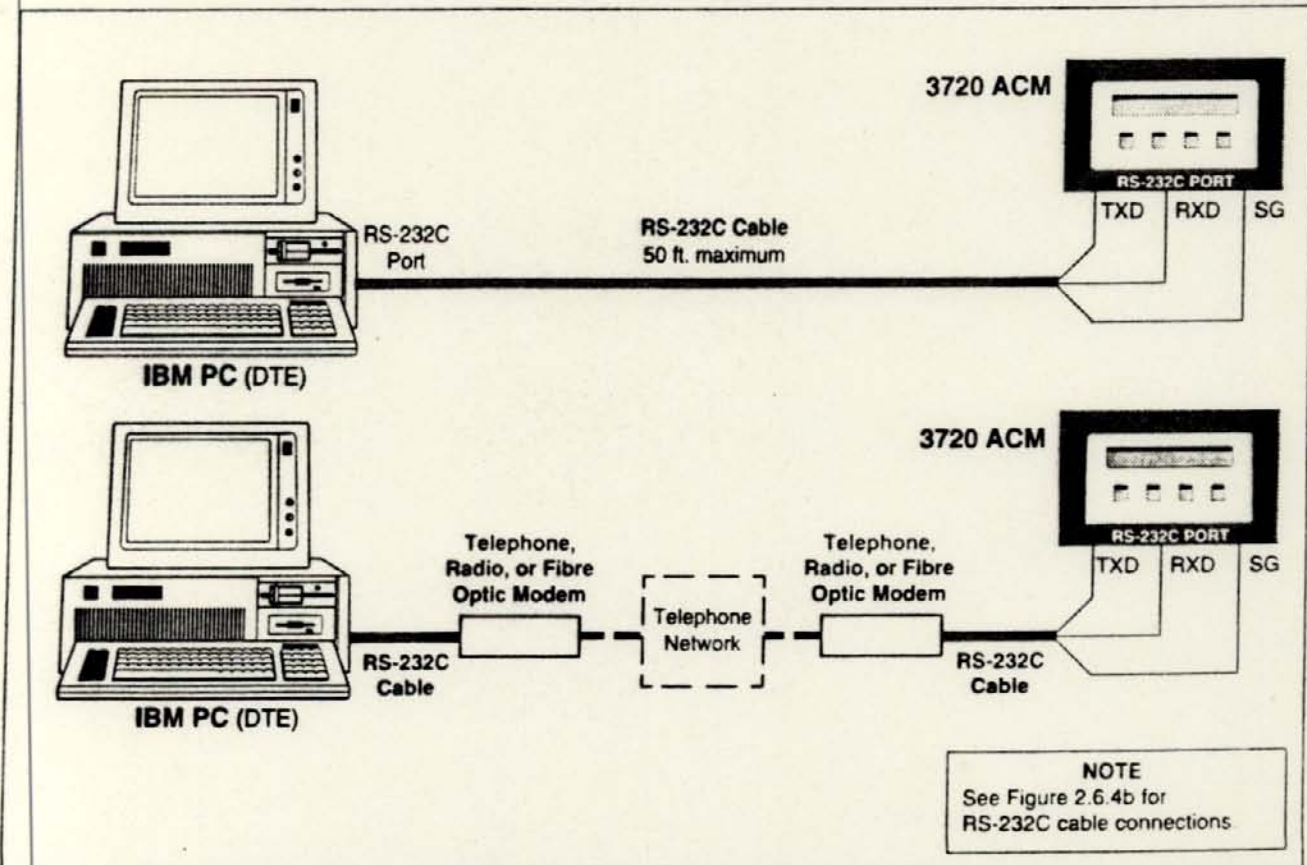 3720 ACM
RS-232C PORT
TXD RXD SG
RS-232C
Port
RS-232C Cable
50 ft. maximum
IBM PC (DTE)
3720 ACM
RS-232C PORT
TXD RXD SG
Telephone,
Radio, or Fibre
Optic Modem
Telephone
Network
Telephone,
Radio, or Fibre
Optic Modem
RS-232C
Cable
RS-232C
Cable
IBM PC (DTE)
NOTE
See Figure 2.6.4b for
RS-232C cable connections